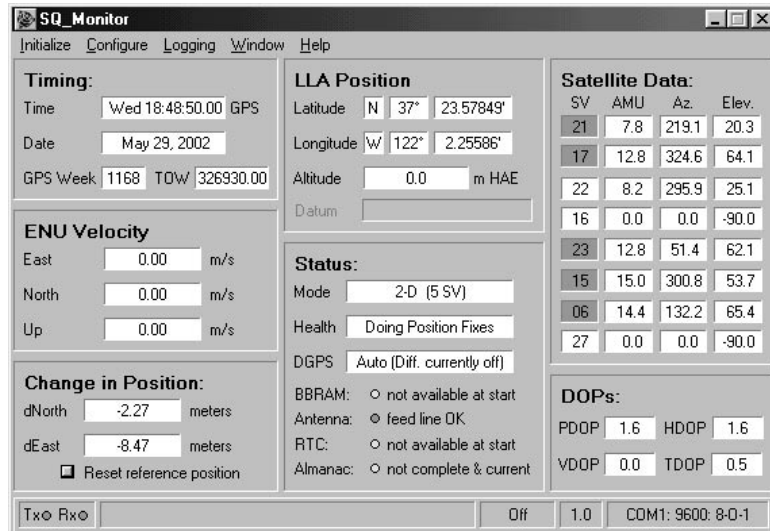 SQ_Monitor
Initialize Configure Logging Window Help
Timing:
Time Wed 18:48:50.00 GPS
Date May 29, 2002
GPS Week 1168 TOW 326930.00
ENU Velocity
East 0.00 m/s
North 0.00 m/s
Up 0.00 m/s
Change in Position:
dNorth -2.27 meters
dEast -8.47 meters
Reset reference position
LLA Position
Latitude N 37° 23.57849'
Longitude W 122° 2.25586'
Altitude 0.0 m HAE
Datum
Status:
Mode 2-D (5 SV)
Health Doing Position Fixes
DGPS Auto (Diff. currently off)
BBRAM: not available at start
Antenna: feed line OK
RTC: not available at start
Almanac: not complete & current
Satellite Data:
SV AMU Az. Elev.
21 7.8 219.1 20.3
17 12.8 324.6 64.1
22 8.2 295.9 25.1
16 0.0 0.0 -90.0
23 12.8 51.4 62.1
15 15.0 300.8 53.7
06 14.4 132.2 65.4
27 0.0 0.0 -90.0
DOPs:
PDOP 1.6 HDOP 1.6
VDOP 0.0 TDOP 0.5
Tx Rx Off 1.0 COM1: 9600: 8-O-1